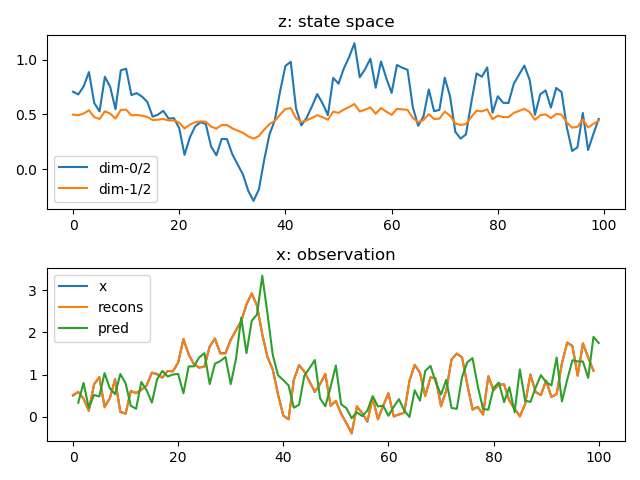 z: state space
1.0
0.5
0.0
dim-0/2
dim-1/2
0 20 40 60 80 100
x: observation
3
2
1
0
x
recons
pred
0 20 40 60 80 100